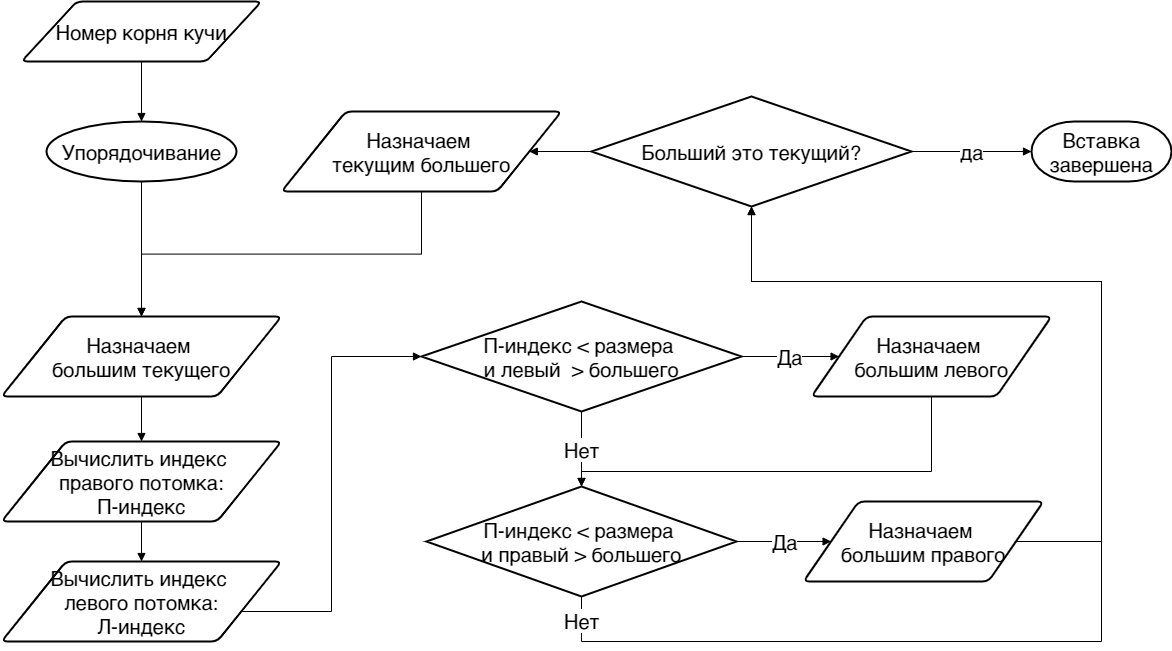 Номер корня кучи
Упорядочивание
Назначаем
текущим большего
Больший это текущий?
да
Вставка
завершена
Назначаем
большим текущего
Вычислить индекс
правого потомка:
П-индекс
Вычислить индекс
левого потомка:
Л-индекс
П-индекс < размера
и левый > большего
Да
Назначаем
большим левого
Нет
П-индекс < размера
и правый > большего
Да
Назначаем
большим правого
Нет